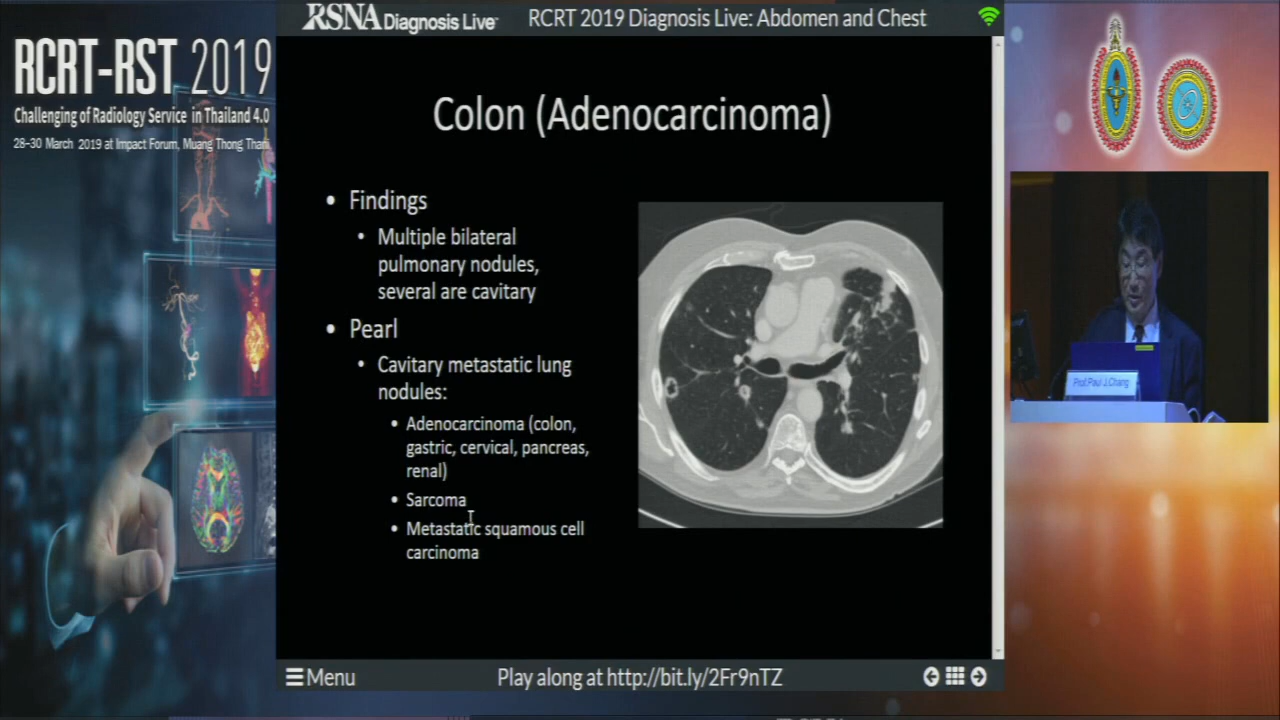 RSNA Diagnosis Live™
RCRT 2019 Diagnosis Live: Abdomen and Chest
RCRT-RST 2019
Challenging of Radiology Service in Thailand 4.0
28-30 March 2019 at Impact Forum, Muang Thong Thani
Colon (Adenocarcinoma)
• Findings
• Multiple bilateral
pulmonary nodules,
several are cavitary
• Pearl
• Cavitary metastatic lung
nodules:
• Adenocarcinoma (colon,
gastric, cervical, pancreas,
renal)
• Sarcoma
• Metastatic squamous cell
carcinoma
Prof.Paul J.Chang
Menu
Play along at http://bit.ly/2Fr9nTZ